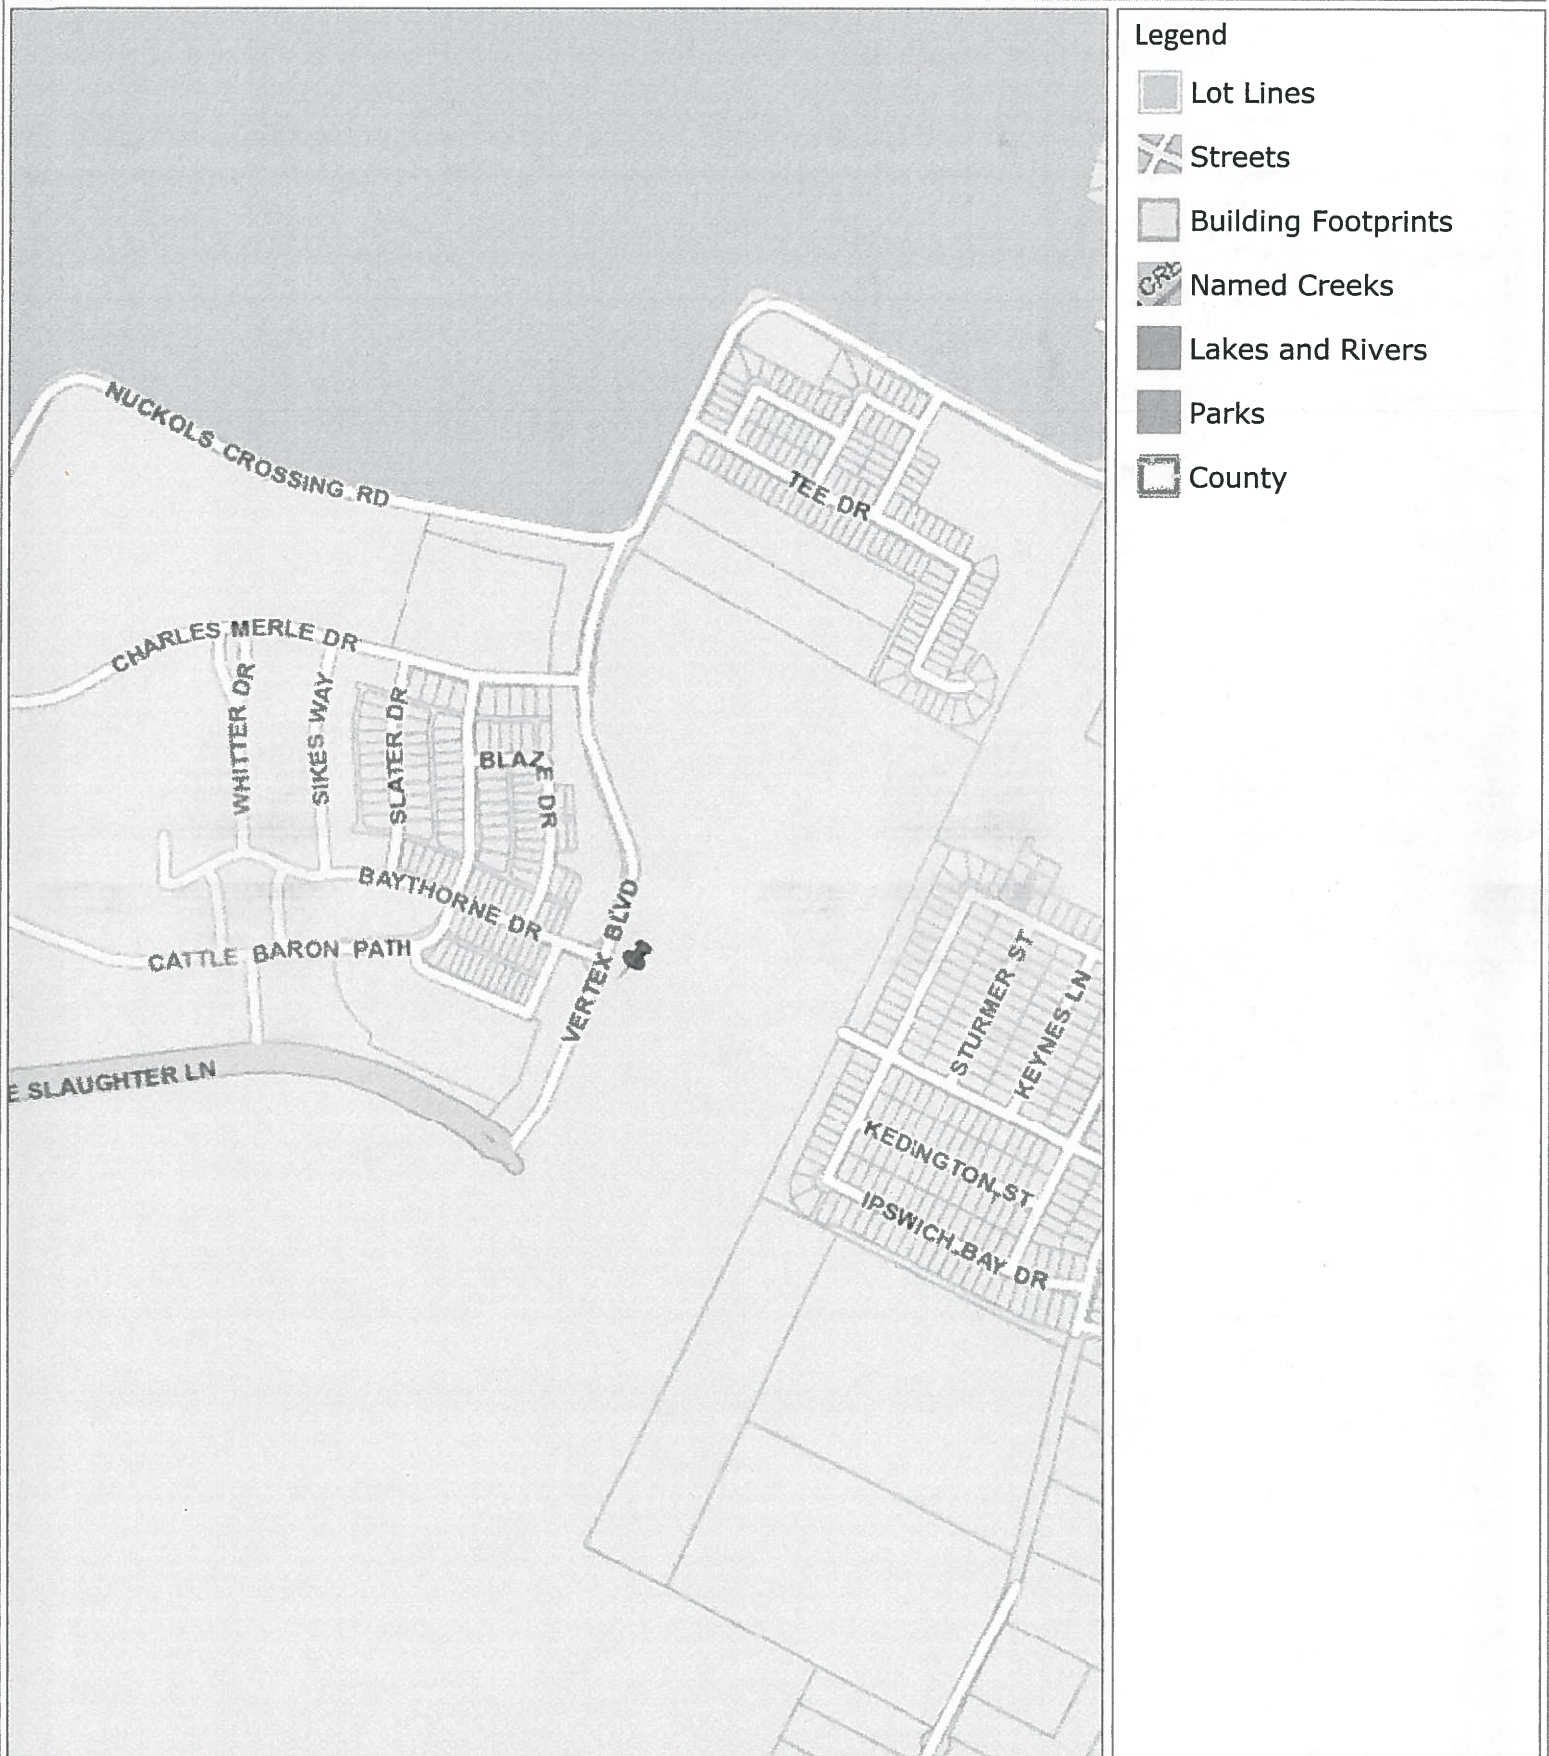 Legend
Lot Lines
Streets
Building Footprints
CRE
Named Creeks
Lakes and Rivers
Parks
County
NUCKOLS CROSSING RD
TEE DR
CHARLES MERLE DR
WHITTER DR
SIKES WAY
SLATER DR
BLAZE DR
BAYTHORNE DR
VERTEX BLVD
CATTLE BARON PATH
E SLAUGHTER LN
STURMER ST
KEYNES LN
KEDINGTON ST
IPSWICH BAY DR